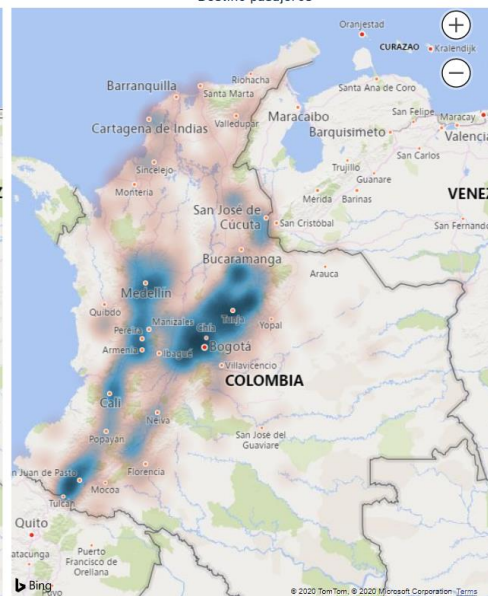 Oranjestad
CURAZAO
Kralendijk
Barranquilla
Riohacha
Santa Marta
Santa Ana de Coro
Cartagena de Indias
Valledupar
Maracaibo
San Felipe
Maracay
Barquisimeto
Valencia
Sincelejo
San Carlos
Trujillo
Montería
Guanare
Mérida
Barinas
VENEZ
San José de
Cúcuta
San Cristóbal
San Fernando
Bucaramanga
Arauca
Medellín
Quibdó
Manizales
Tunja
Yopal
Pereira
Chía
Armenia
Ibagué
Bogotá
Villavicencio
COLOMBIA
Cali
Neiva
Popayán
San José del
Guaviare
n Juan de Pasto
Florencia
Mocoa
Tulcán
Quito
atacunga
Puerto
Francisco de
Orellana
Puyo
Bing
© 2020 TomTom, © 2020 Microsoft Corporation Terms